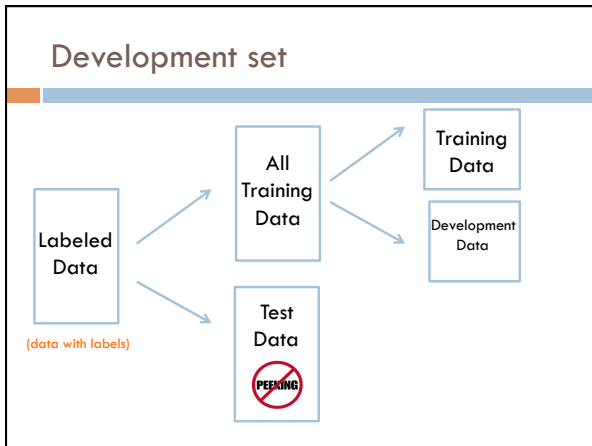 Development set
Labeled
Data
(data with labels)
All
Training
Data
Test
Data
PEEKING
Training
Data
Development
Data